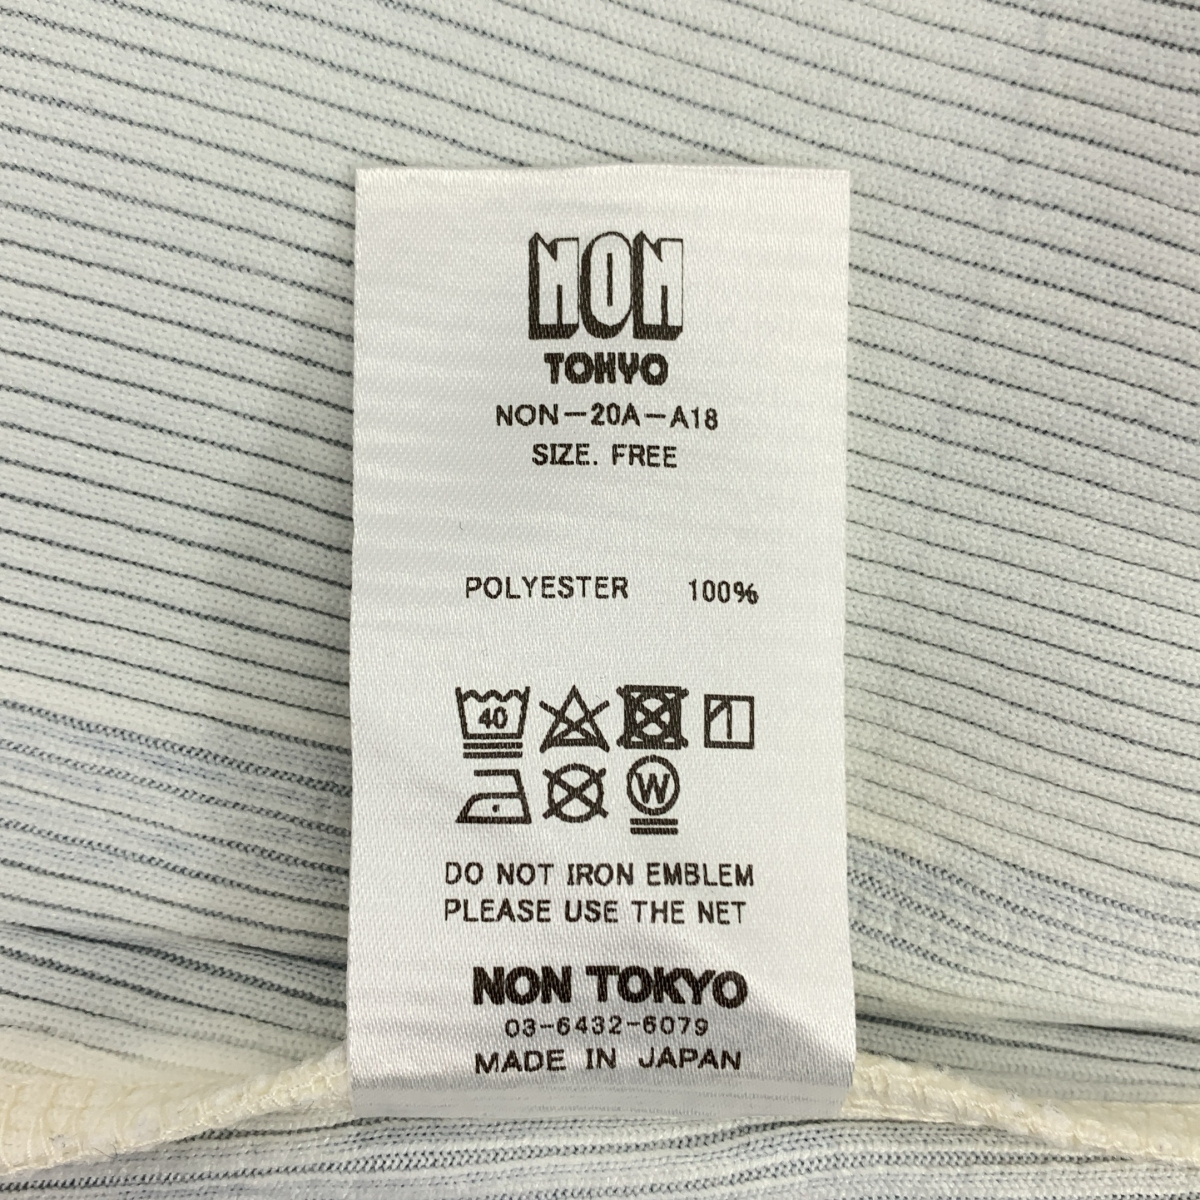 NON
TOKYO
NON-20A-A18
SIZE. FREE
POLYESTER 100%
40
W
DO NOT IRON EMBLEM
PLEASE USE THE NET
NON TOKYO
03-6432-6079
MADE IN JAPAN